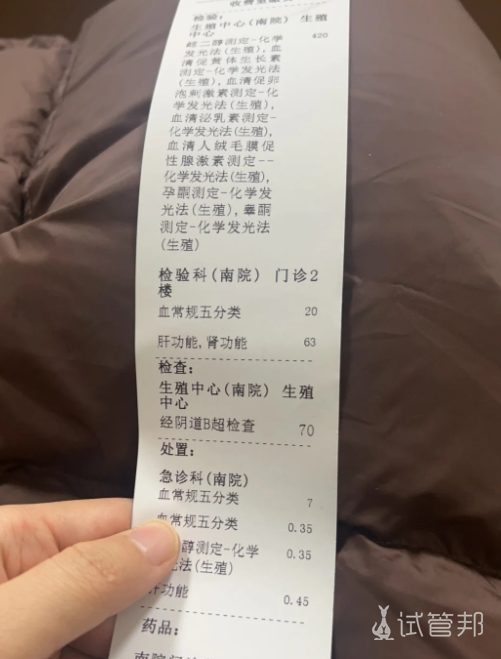 检验:
生殖中心(南院) 生殖
中心
雌二醇测定-化学 420
发光法(生殖),血
清促黄体生长素
测定-化学发光法
(生殖),血清促卵
泡刺激素测定-化
学发光法(生殖),
血清泌乳素测定-
化学发光法(生殖),
血清人绒毛膜促
性腺激素测定--
化学发光法(生殖),
孕酮测定-化学发
光法(生殖),睾酮
测定-化学发光法
(生殖)
检验科(南院) 门诊2
楼
血常规五分类 20
肝功能,肾功能 63
检查:
生殖中心(南院) 生殖
中心
经阴道B超检查 70
处置:
急诊科(南院)
血常规五分类 7
血常规五分类 0.35
醇测定-化学 0.35
光法(生殖)
肝功能 0.45
药品:
试管邦